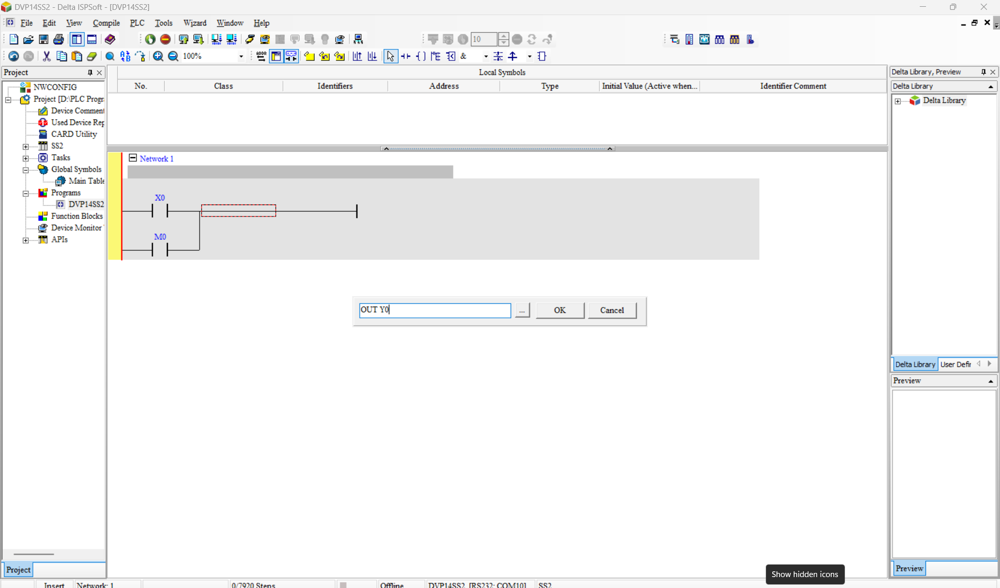 DVP14SS2 - Delta ISPSoft - [DVP14SS2]
File Edit View Compile PLC Tools Wizard Window Help
10
100%
ADDR
&
Project
NWCONFIG
Project [D:\PLC Progr
Device Comment
Used Device Rep
CARD Utility
SS2
Tasks
Global Symbols
Main Table
Programs
DVP14SS2
Function Blocks
Device Monitor
APIs
Project
Local Symbols
No. Class Identifiers Address Type Initial Value (Active when... Identifier Comment
Network 1
X0
M0
OUT Y0 ... OK Cancel
Delta Library, Preview
Delta Library
Delta Library
Delta Library User Defir
Preview
Preview
Show hidden icons
Insert Network: 1 0/7920 Steps Offline DVP14SS2, [RS232: COM10] SS2